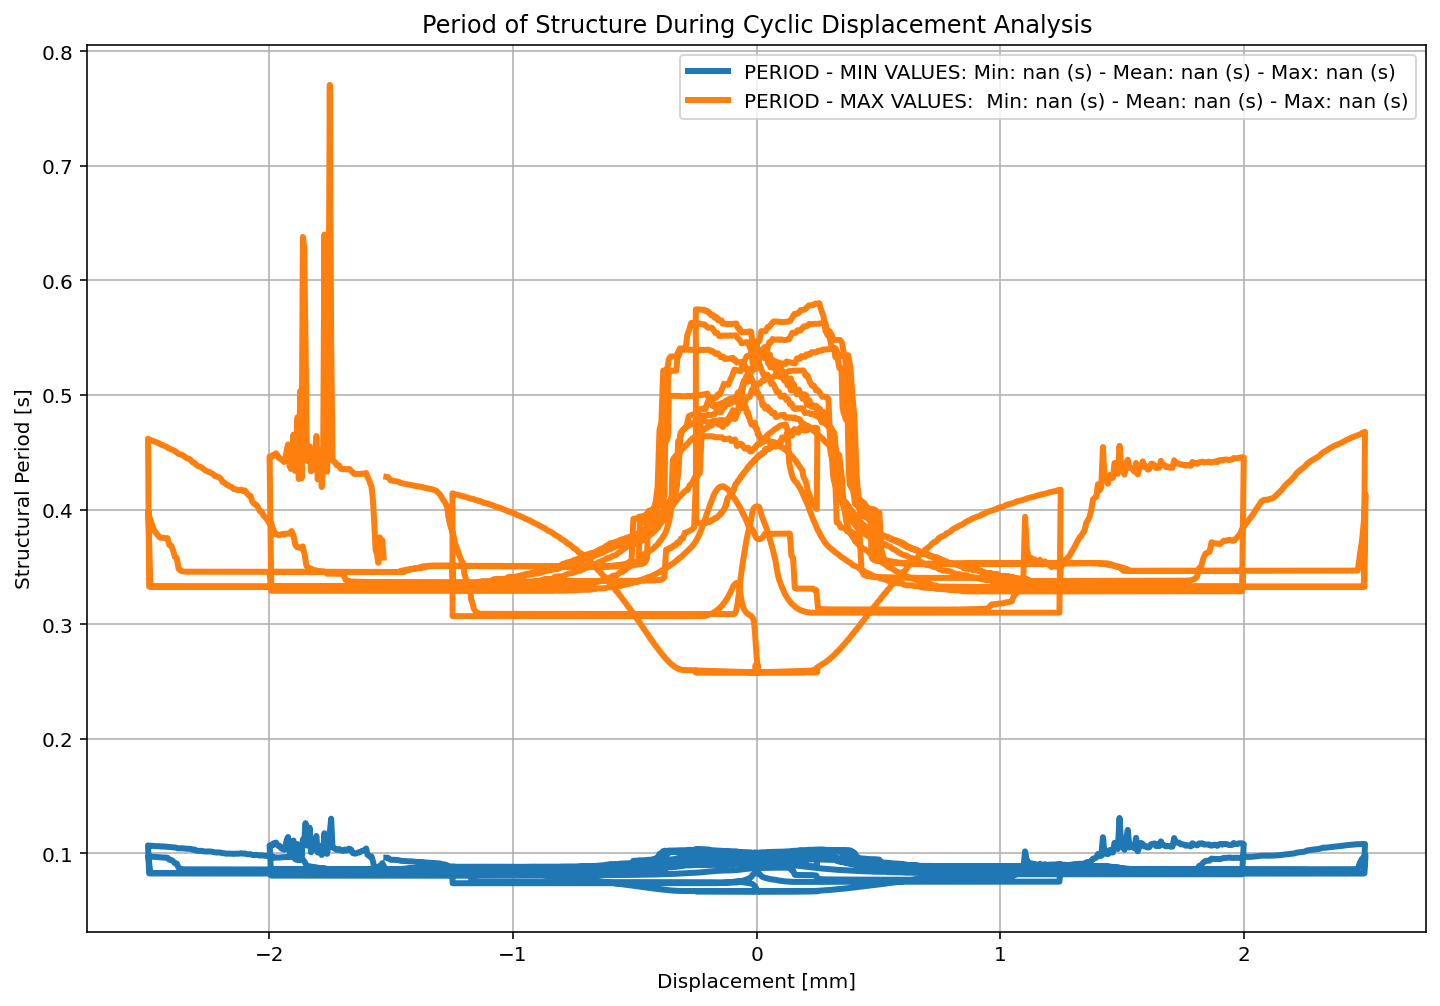 Period of Structure During Cyclic Displacement Analysis
PERIOD - MIN VALUES: Min: nan (s) - Mean: nan (s) - Max: nan (s)
PERIOD - MAX VALUES:  Min: nan (s) - Mean: nan (s) - Max: nan (s)
Structural Period [s]
0.8
0.7
0.6
0.5
0.4
0.3
0.2
0.1
−2
−1
0
1
2
Displacement [mm]